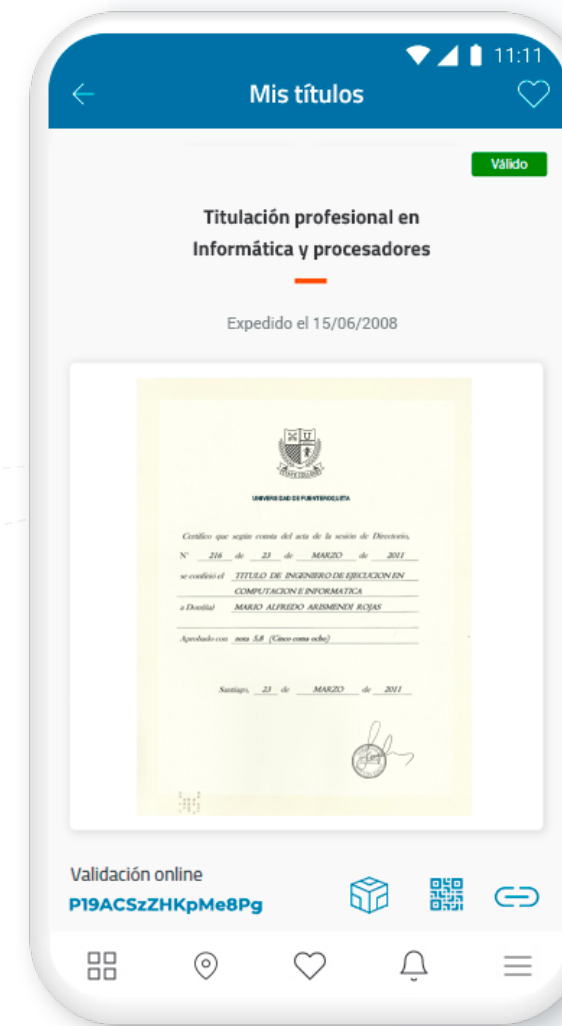 11:11
Mis títulos
Válido
Titulación profesional en
Informática y procesadores
Expedido el 15/06/2008
UNIVERSIDAD DE FUENTEROQUETA
Certifico que según consta del acta de la sesión de Directorio,
N° 216 de 23 de MARZO de 2011
se confirió el TITULO DE INGENIERO DE EJECUCION EN
COMPUTACION E INFORMATICA
a Don(ña) MARIO ALFREDO ARISMENDI ROJAS
Aprobado con nota 5,8 (Cinco coma ocho)
Santiago, 23 de MARZO de 2011
Validación online
P19ACSzZHKpMe8Pg